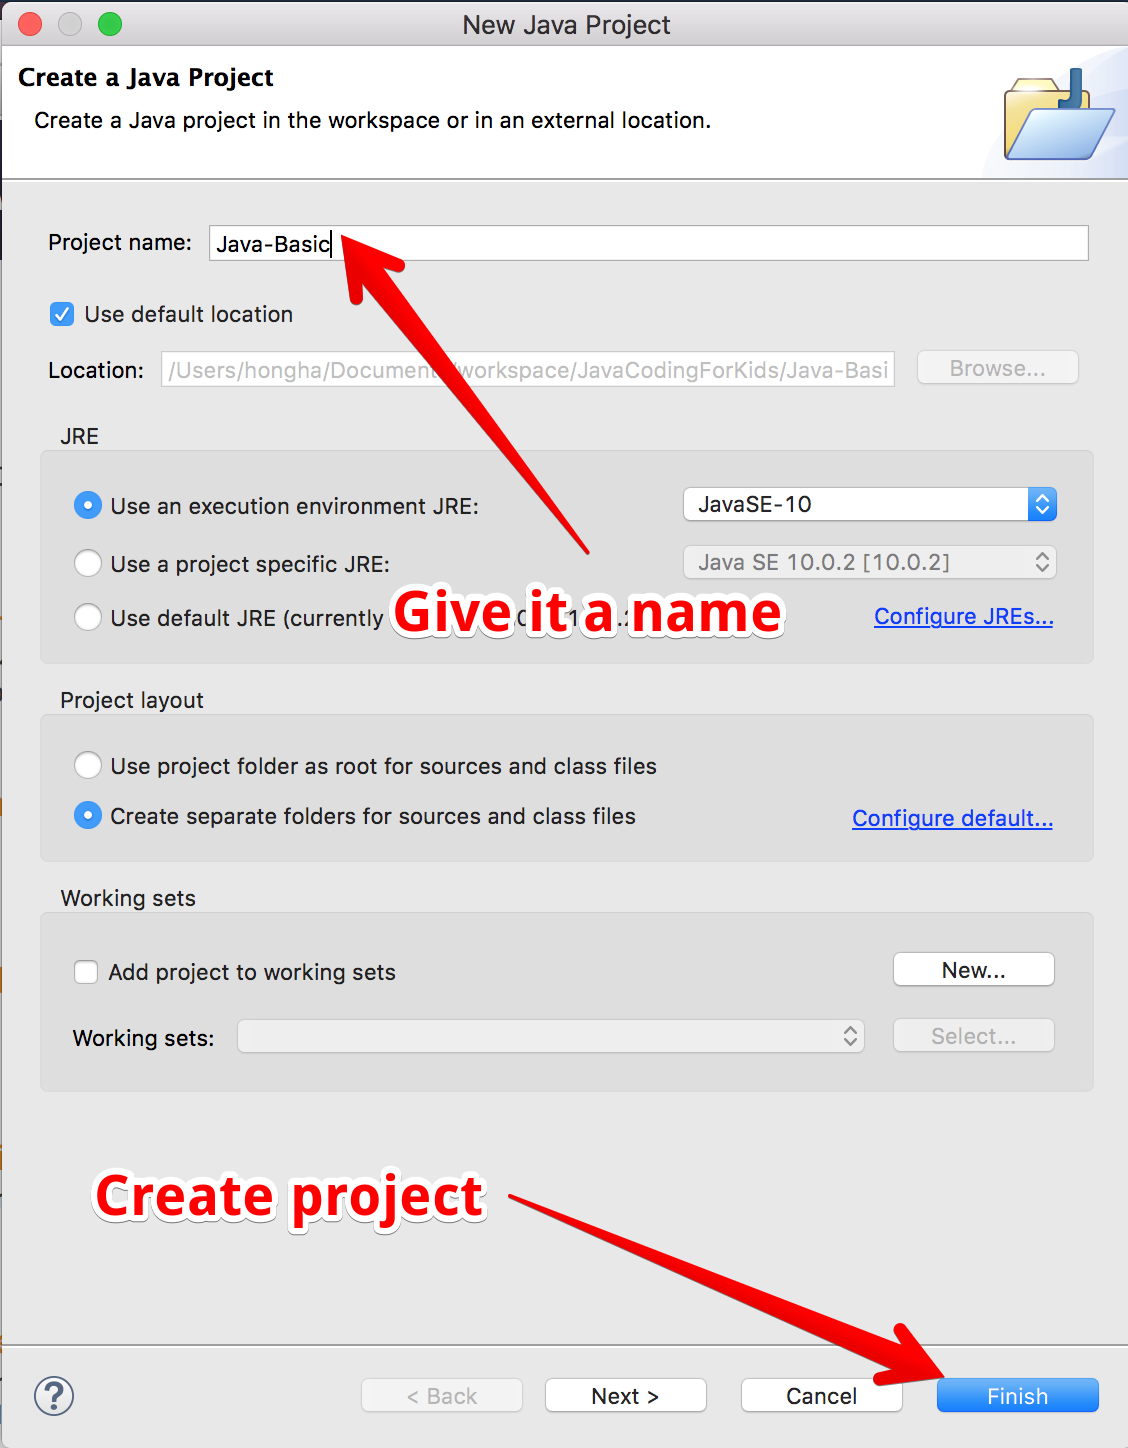 New Java Project
Create a Java Project
Create a Java project in the workspace or in an external location.
Project name: Java-Basic
Use default location
Location: /Users/hongha/Document workspace/JavaCodingForKids/Java-Basi
Browse...
JRE
Use an execution environment JRE: JavaSE-10
Use a project specific JRE: Java SE 10.0.2 [10.0.2]
Use default JRE (currently
Give it a name
Configure JREs...
Project layout
Use project folder as root for sources and class files
Create separate folders for sources and class files
Configure default...
Working sets
Add project to working sets
New...
Working sets:
Select...
Create project
?
< Back
Next >
Cancel
Finish